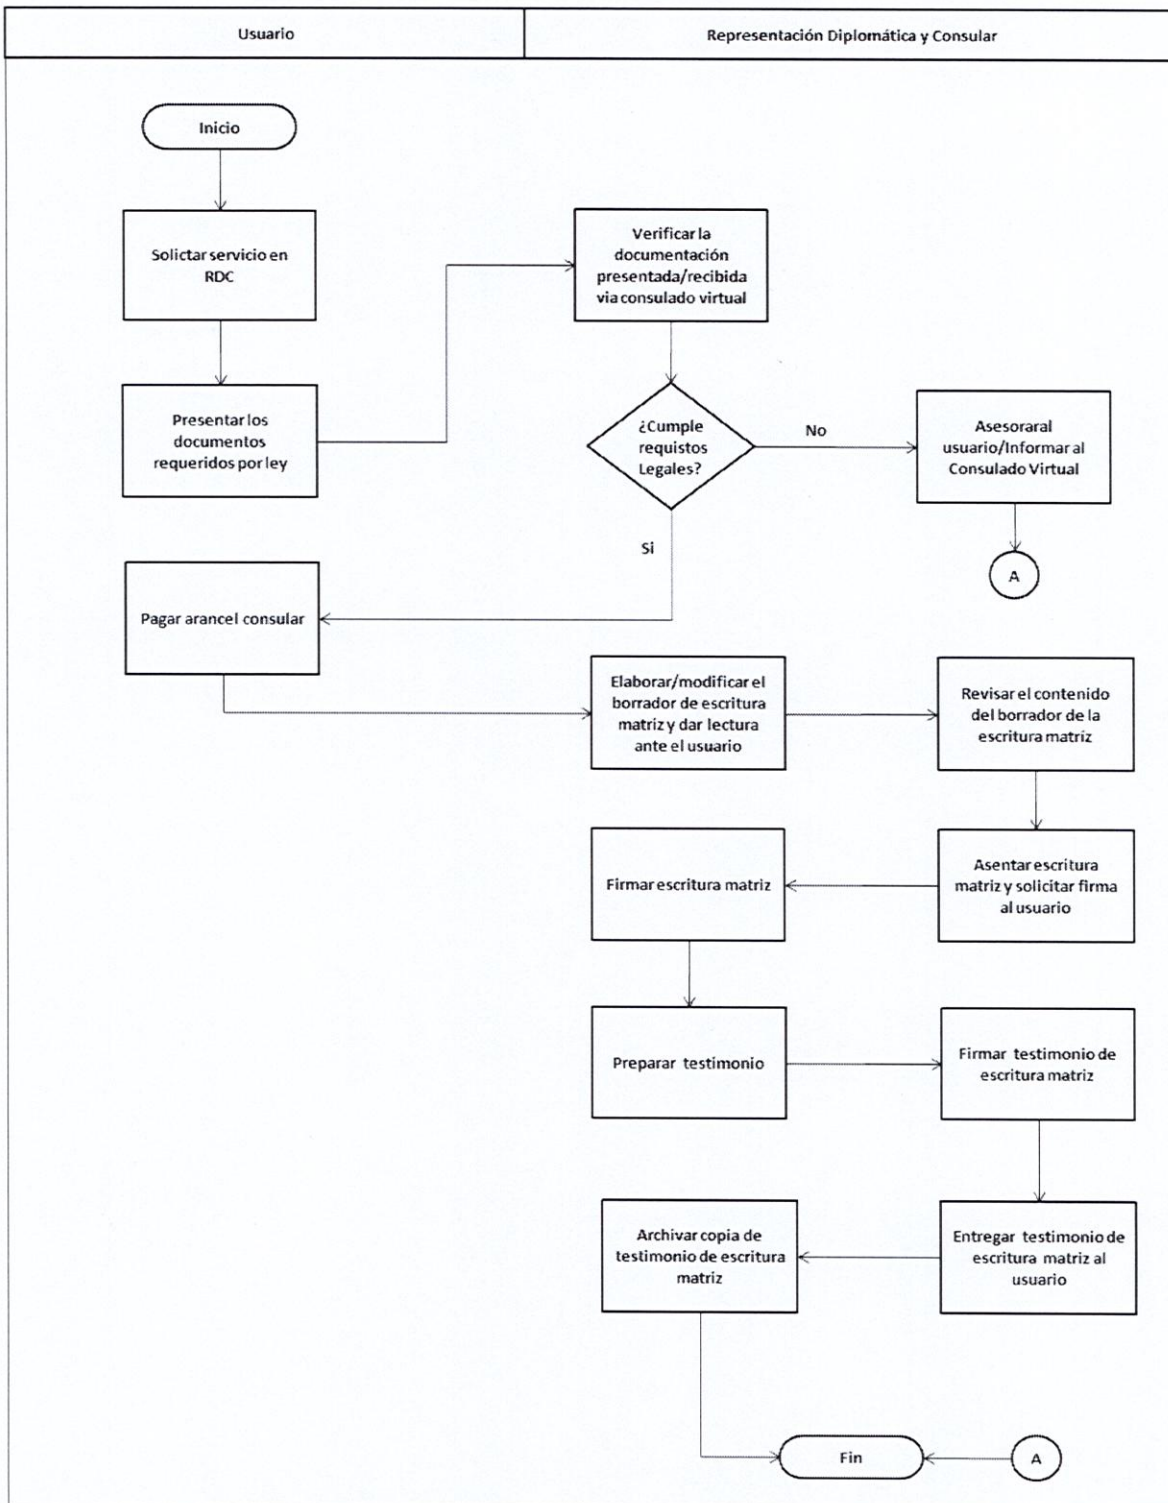 Usuario
Representación Diplomática y Consular
Inicio
Solictar servicio en
RDC
Presentar los
documentos
requeridos por ley
Verificar la
documentación
presentada/recibida
via consulado virtual
¿Cumple
requistos
Legales?
No
Asesorar al
usuario/Informar al
Consulado Virtual
A
Si
Pagar arancel consular
Elaborar/modificar el
borrador de escritura
matriz y dar lectura
ante el usuario
Revisar el contenido
del borrador de la
escritura matriz
Asentar escritura
matriz y solicitar firma
al usuario
Firmar escritura matriz
Preparar testimonio
Firmar testimonio de
escritura matriz
Entregar testimonio de
escritura matriz al
usuario
Archivar copia de
testimonio de escritura
matriz
Fin
A